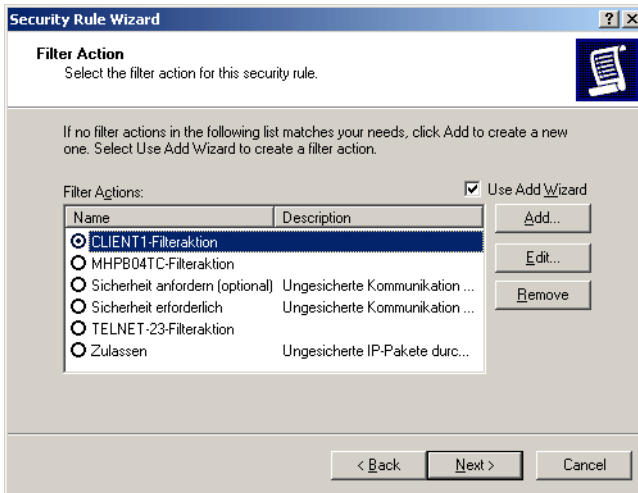 Security Rule Wizard
Filter Action
Select the filter action for this security rule.
If no filter actions in the following list matches your needs, click Add to create a new
one. Select Use Add Wizard to create a filter action.
Filter Actions:
Use Add Wizard
Name Description
CLIENT1-Filteraktion
MHPB04TC-Filteraktion
Sicherheit anfordern (optional) Ungesicherte Kommunikation ...
Sicherheit erforderlich Ungesicherte Kommunikation ...
TELNET-23-Filteraktion
Zulassen Ungesicherte IP-Pakete durc...
Add...
Edit...
Remove
< Back Next > Cancel